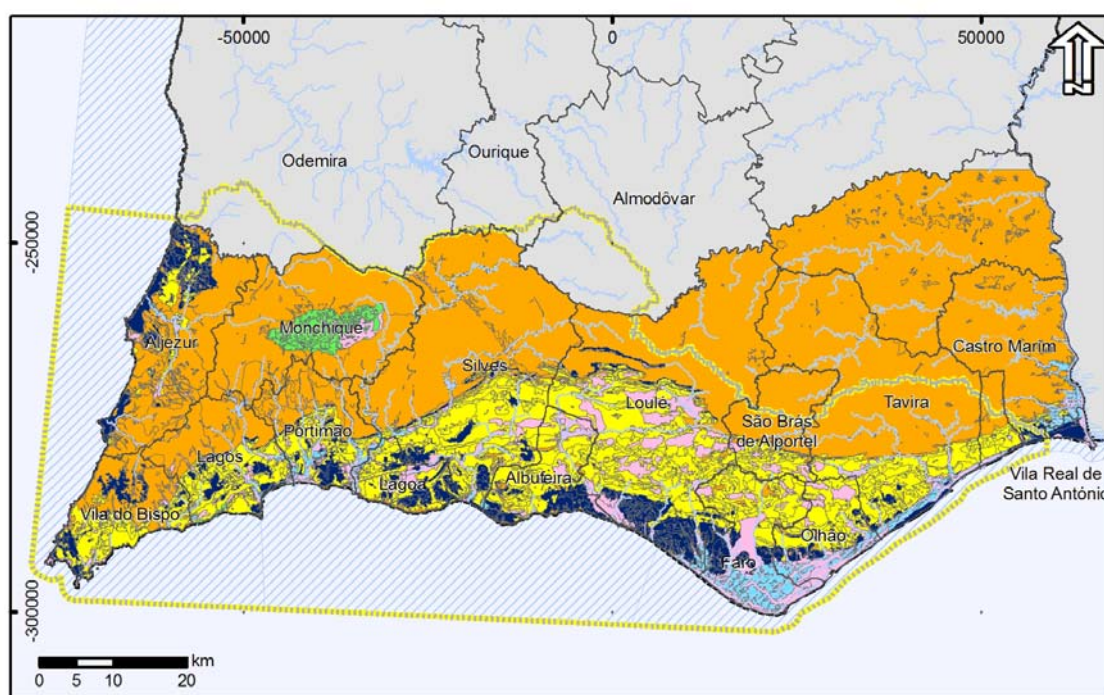 -50000
0
50000
N
Odemira
Ourique
Almodôvar
-250000
Monchique
Aljezur
Castro Marim
Silves
Loulé
Tavira
Portimão
São Brás
de Alportel
Lagos
Lagoa
Albufeira
Vila Real de
Santo António
Vila do Bispo
Olhão
Faro
-300000
km
0 5 10 20